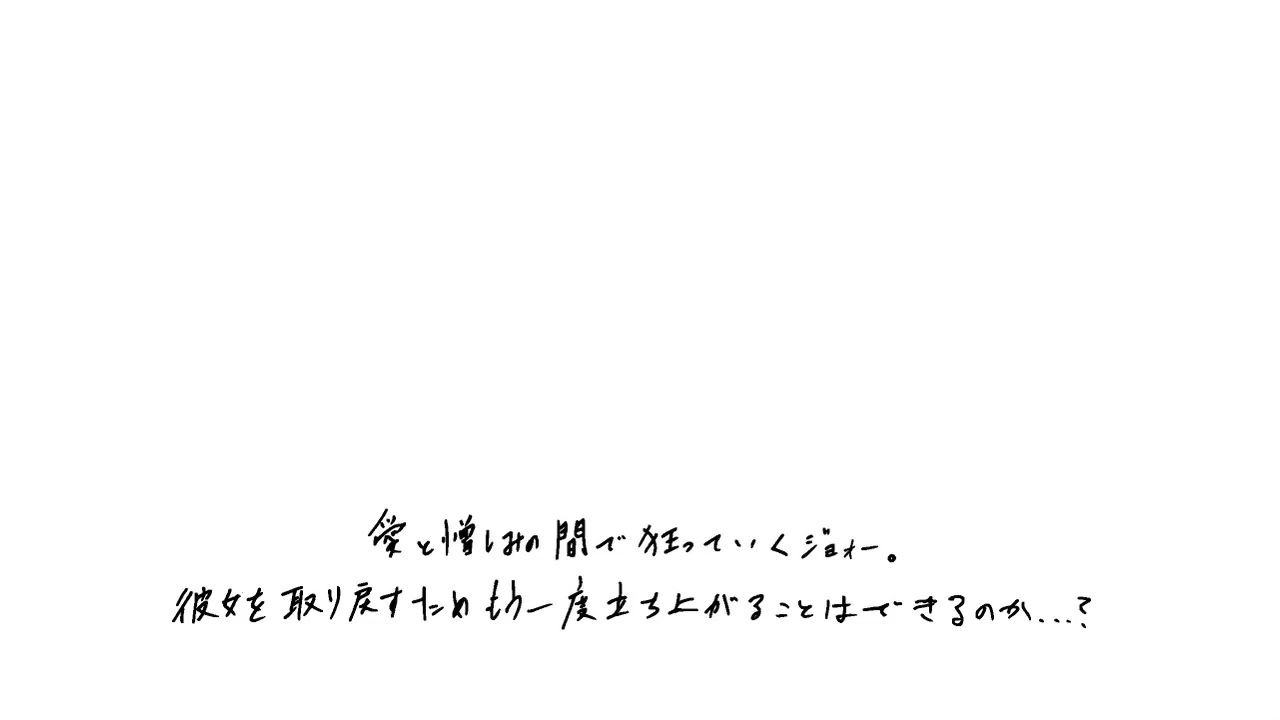 愛と憎しみの間で狂っていくジョー。
彼女を取り戻すためもう一度立ち上がることはできるのか...?